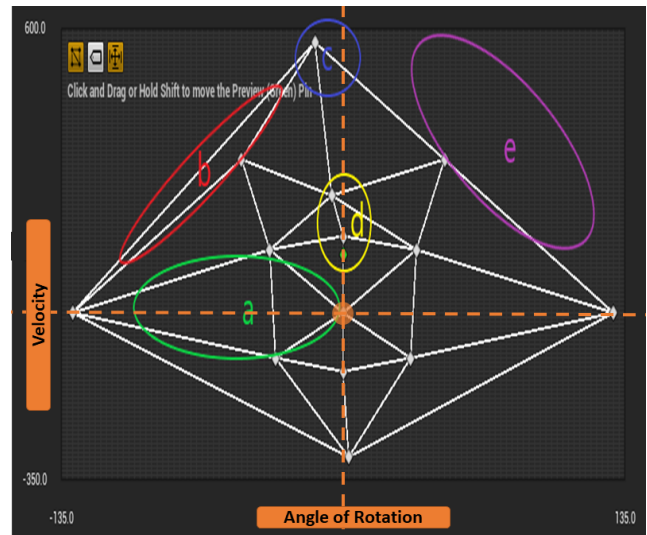 600.0
Click and Drag or Hold Shift to move the Preview (Green) Pin
c
e
b
d
a
Velocity
-350.0
-135.0
Angle of Rotation
135.0